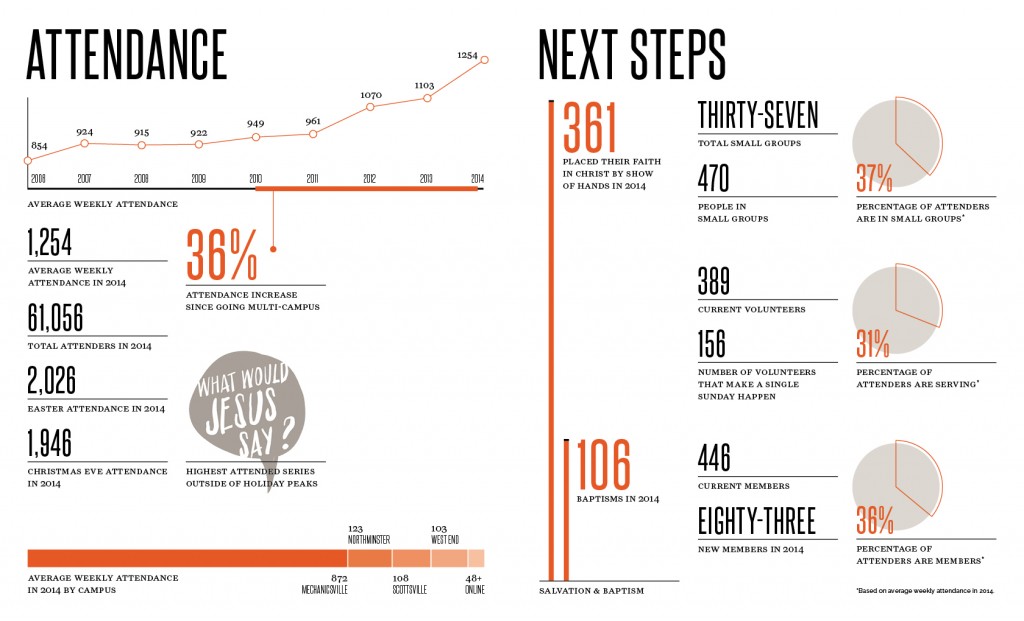 ATTENDANCE
854
924
915
922
949
961
1070
1103
1254
2006
2007
2008
2009
2010
2011
2012
2013
2014
AVERAGE WEEKLY ATTENDANCE
1,254
AVERAGE WEEKLY
ATTENDANCE IN 2014
61,056
TOTAL ATTENDERS IN 2014
2,026
EASTER ATTENDANCE IN 2014
1,946
CHRISTMAS EVE ATTENDANCE
IN 2014
36%
ATTENDANCE INCREASE
SINCE GOING MULTI-CAMPUS
WHAT WOULD
JESUS
SAY?
HIGHEST ATTENDED SERIES
OUTSIDE OF HOLIDAY PEAKS
123
NORTHMINSTER
103
WEST END
AVERAGE WEEKLY ATTENDANCE
IN 2014 BY CAMPUS
872
MECHANICSVILLE
108
SCOTTSVILLE
48+
ONLINE
NEXT STEPS
361
PLACED THEIR FAITH
IN CHRIST BY SHOW
OF HANDS IN 2014
106
BAPTISMS IN 2014
SALVATION & BAPTISM
THIRTY-SEVEN
TOTAL SMALL GROUPS
470
PEOPLE IN
SMALL GROUPS
37%
PERCENTAGE OF ATTENDERS
ARE IN SMALL GROUPS*
389
CURRENT VOLUNTEERS
156
NUMBER OF VOLUNTEERS
THAT MAKE A SINGLE
SUNDAY HAPPEN
31%
PERCENTAGE OF
ATTENDERS ARE SERVING*
446
CURRENT MEMBERS
EIGHTY-THREE
NEW MEMBERS IN 2014
36%
PERCENTAGE OF
ATTENDERS ARE MEMBERS*
*Based on average weekly attendance in 2014.